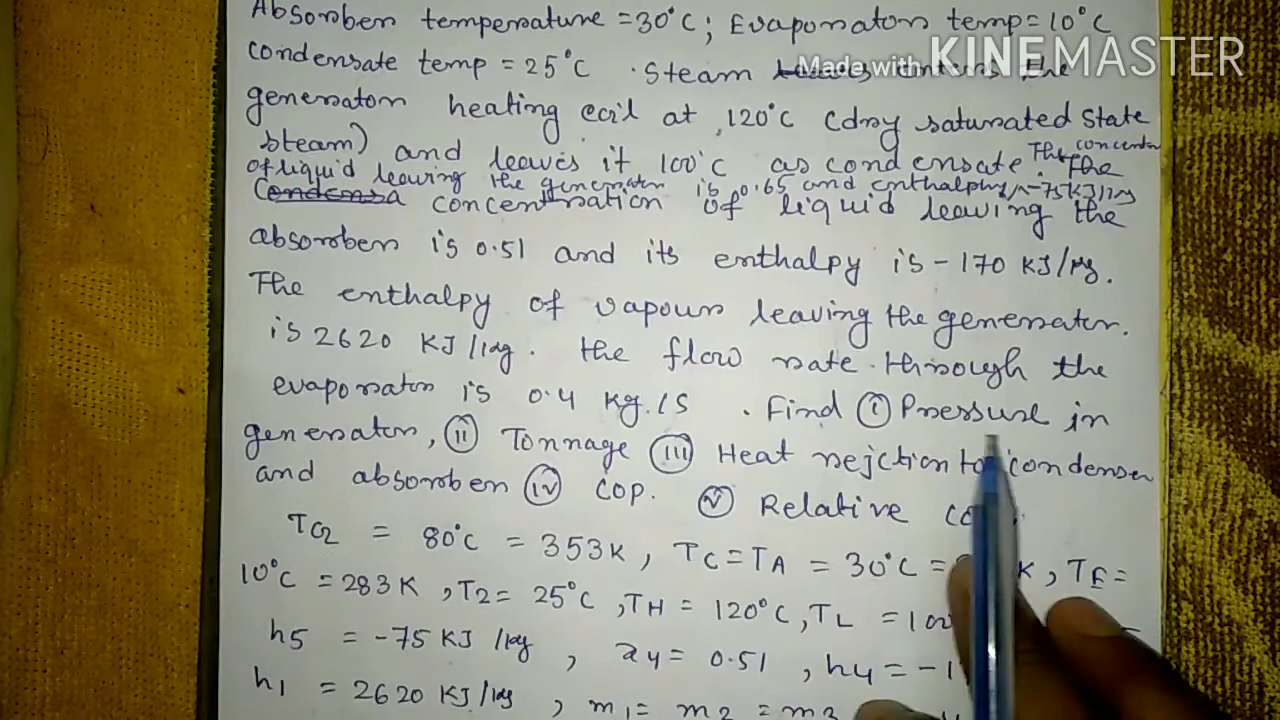 Absorber temperature = 30°C ; Evaporator temp = 10°C
Made with KINEMASTER
condensate temp = 25°C . Steam the
generator heating coil at 120°C (dry saturated state
steam) and leaves it 100°C as condensate. The concentr
of liquid leaving the generator is 0.65 and enthalpy is -75 KJ/kg
The
concentration of liquid leaving the
absorber is 0.51 and its enthalpy is -170 KJ/kg.
The enthalpy of vapour leaving the generator.
is 2620 KJ/kg. the flow rate through the
evaporator is 0.4 kg/s . Find (i) Pressure in
generator, (ii) Tonnage (iii) Heat rejction to condenser
and absorber (iv) COP. (v) Relative
= 80°C = 353K , TC = TA = 30°C = K , TE =
10°C = 283K , T2 = 25°C , TH = 120°C , TL = 100
h5 = -75 KJ/kg , x4 = 0.51 , h4 = -1
h1 = 2620 KJ/kg , m1 = m2 = m3